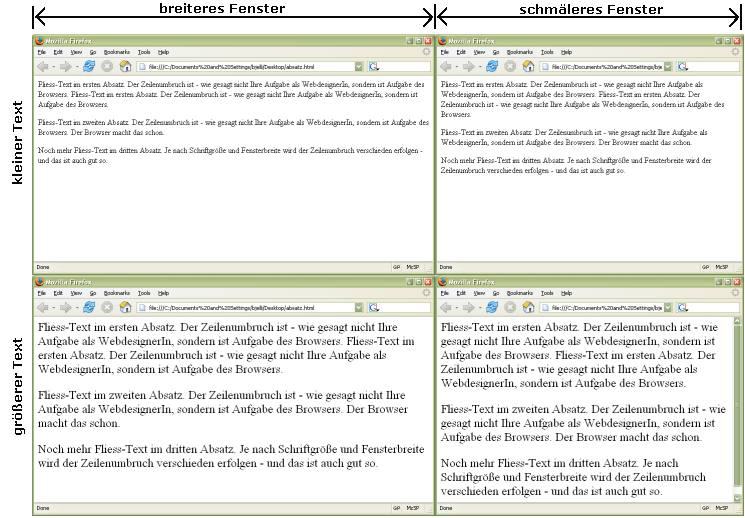 breiteres Fenster
schmäleres Fenster
kleiner Text
Mozilla Firefox
File Edit View Go Bookmarks Tools Help
file:///C:/Documents%20and%20Settings/bjelli/Desktop/absatz.html
Fliess-Text im ersten Absatz. Der Zeilenumbruch ist - wie gesagt nicht Ihre Aufgabe als WebdesignerIn, sondern ist Aufgabe des
Browsers. Fliess-Text im ersten Absatz. Der Zeilenumbruch ist - wie gesagt nicht Ihre Aufgabe als WebdesignerIn, sondern ist
Aufgabe des Browsers.
Fliess-Text im zweiten Absatz. Der Zeilenumbruch ist - wie gesagt nicht Ihre Aufgabe als WebdesignerIn, sondern ist Aufgabe des
Browsers. Der Browser macht das schon.
Noch mehr Fliess-Text im dritten Absatz. Je nach Schriftgröße und Fensterbreite wird der Zeilenumbruch verschieden erfolgen -
und das ist auch gut so.
Done GP McSP
Mozilla Firefox
File Edit View Go Bookmarks Tools Help
file:///C:/Documents%20and%20Settings/bj
Fliess-Text im ersten Absatz. Der Zeilenumbruch ist - wie gesagt nicht Ihre Aufgabe als
WebdesignerIn, sondern ist Aufgabe des Browsers. Fliess-Text im ersten Absatz. Der
Zeilenumbruch ist - wie gesagt nicht Ihre Aufgabe als WebdesignerIn, sondern ist Aufgabe des
Browsers.
Fliess-Text im zweiten Absatz. Der Zeilenumbruch ist - wie gesagt nicht Ihre Aufgabe als
WebdesignerIn, sondern ist Aufgabe des Browsers. Der Browser macht das schon.
Noch mehr Fliess-Text im dritten Absatz. Je nach Schriftgröße und Fensterbreite wird der
Zeilenumbruch verschieden erfolgen - und das ist auch gut so.
Done GP McSP
größerer Text
Mozilla Firefox
File Edit View Go Bookmarks Tools Help
file:///C:/Documents%20and%20Settings/bjelli/Desktop/absatz.html
Fliess-Text im ersten Absatz. Der Zeilenumbruch ist - wie gesagt nicht Ihre
Aufgabe als WebdesignerIn, sondern ist Aufgabe des Browsers. Fliess-Text im
ersten Absatz. Der Zeilenumbruch ist - wie gesagt nicht Ihre Aufgabe als
WebdesignerIn, sondern ist Aufgabe des Browsers.
Fliess-Text im zweiten Absatz. Der Zeilenumbruch ist - wie gesagt nicht Ihre
Aufgabe als WebdesignerIn, sondern ist Aufgabe des Browsers. Der Browser
macht das schon.
Noch mehr Fliess-Text im dritten Absatz. Je nach Schriftgröße und Fensterbreite
wird der Zeilenumbruch verschieden erfolgen - und das ist auch gut so.
Done GP McSP
Mozilla Firefox
File Edit View Go Bookmarks Tools Help
file:///C:/Documents%20and%20Settings/bj
Fliess-Text im ersten Absatz. Der Zeilenumbruch ist - wie
gesagt nicht Ihre Aufgabe als WebdesignerIn, sondern ist
Aufgabe des Browsers. Fliess-Text im ersten Absatz. Der
Zeilenumbruch ist - wie gesagt nicht Ihre Aufgabe als
WebdesignerIn, sondern ist Aufgabe des Browsers.
Fliess-Text im zweiten Absatz. Der Zeilenumbruch ist - wie
gesagt nicht Ihre Aufgabe als WebdesignerIn, sondern ist
Aufgabe des Browsers. Der Browser macht das schon.
Noch mehr Fliess-Text im dritten Absatz. Je nach
Schriftgröße und Fensterbreite wird der Zeilenumbruch
verschieden erfolgen - und das ist auch gut so.
Done GP McSP